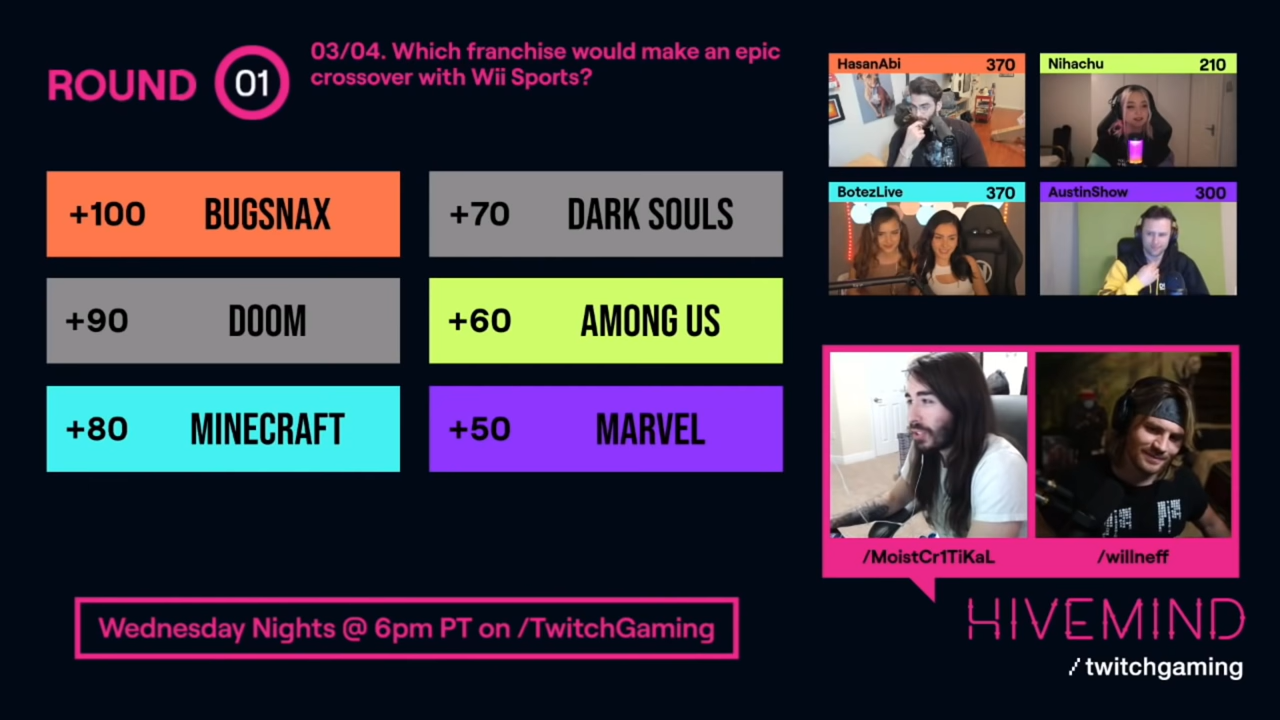 ROUND 01
03/04. Which franchise would make an epic
crossover with Wii Sports?
+100 BUGSNAX
+70 DARK SOULS
+90 DOOM
+60 AMONG US
+80 MINECRAFT
+50 MARVEL
Wednesday Nights @ 6pm PT on /TwitchGaming
HasanAbi 370
Nihachu 210
BotezLive 370
AustinShow 300
/MoistCr1TiKaL
/willneff
HIVEMIND
/twitchgaming